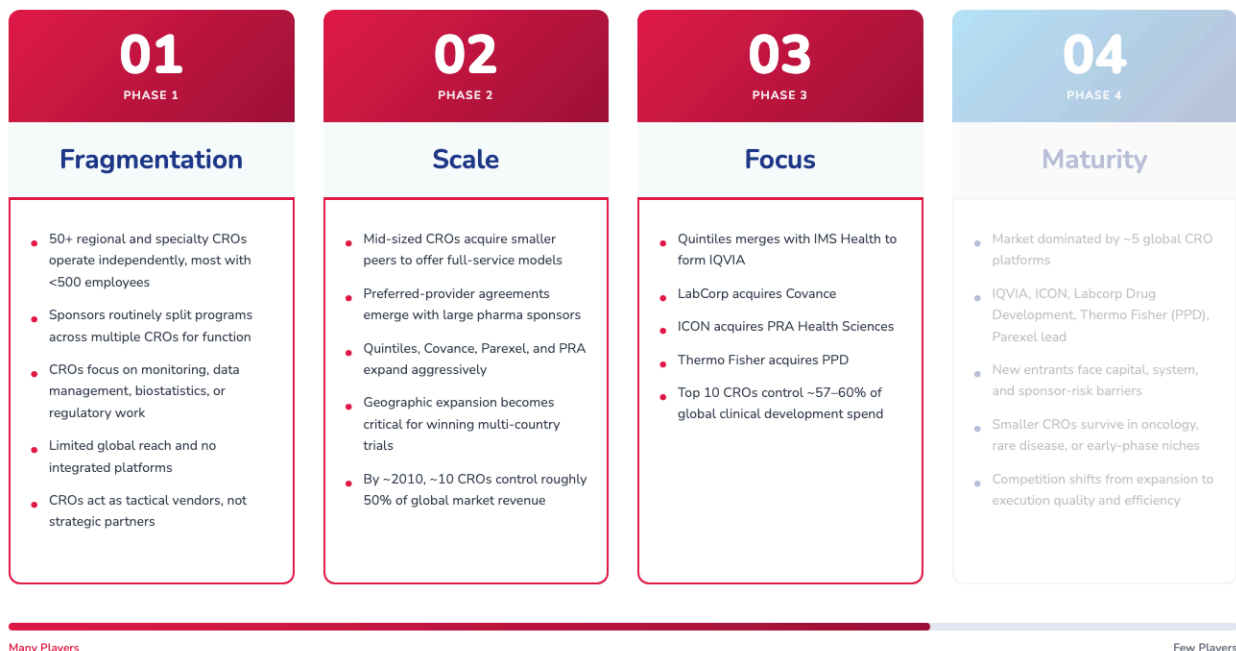 01
PHASE 1
Fragmentation
50+ regional and specialty CROs
operate independently, most with
<500 employees
Sponsors routinely split programs
across multiple CROs for function
CROs focus on monitoring, data
management, biostatistics, or
regulatory work
Limited global reach and no
integrated platforms
CROs act as tactical vendors, not
strategic partners
02
PHASE 2
Scale
Mid-sized CROs acquire smaller
peers to offer full-service models
Preferred-provider agreements
emerge with large pharma sponsors
Quintiles, Covance, Parexel, and PRA
expand aggressively
Geographic expansion becomes
critical for winning multi-country
trials
By ~2010, ~10 CROs control roughly
50% of global market revenue
03
PHASE 3
Focus
Quintiles merges with IMS Health to
form IQVIA
LabCorp acquires Covance
ICON acquires PRA Health Sciences
Thermo Fisher acquires PPD
Top 10 CROs control ~57–60% of
global clinical development spend
04
PHASE 4
Maturity
Market dominated by ~5 global CRO
platforms
IQVIA, ICON, Labcorp Drug
Development, Thermo Fisher (PPD),
Parexel lead
New entrants face capital, system,
and sponsor-risk barriers
Smaller CROs survive in oncology,
rare disease, or early-phase niches
Competition shifts from expansion to
execution quality and efficiency
Many Players
Few Players